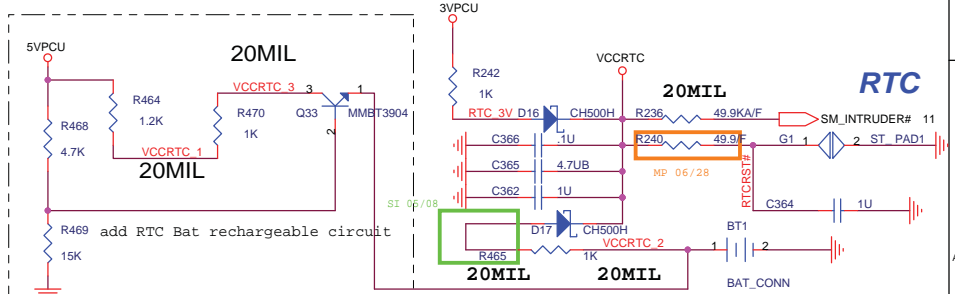 3VPCU
5VPCU
20MIL
VCCRTC
RTC
R242
1K
20MIL
R464
1.2K
VCCRTC_3
3
1
Q33
MMBT3904
2
R470
1K
RTC_3V
D16
CH500H
R236
49.9KA/F
SM_INTRUDER# 11
R468
4.7K
C366
.1U
R240
49.9/F
G1
1
2
ST_PAD1
VCCRTC_1
20MIL
C365
4.7UB
MP 06/28
RTCRST#
C362
1U
SI 05/08
C364
1U
R469
15K
add RTC Bat rechargeable circuit
D17
CH500H
VCCRTC_2
BT1
1
2
R465
1K
20MIL
20MIL
BAT_CONN
A